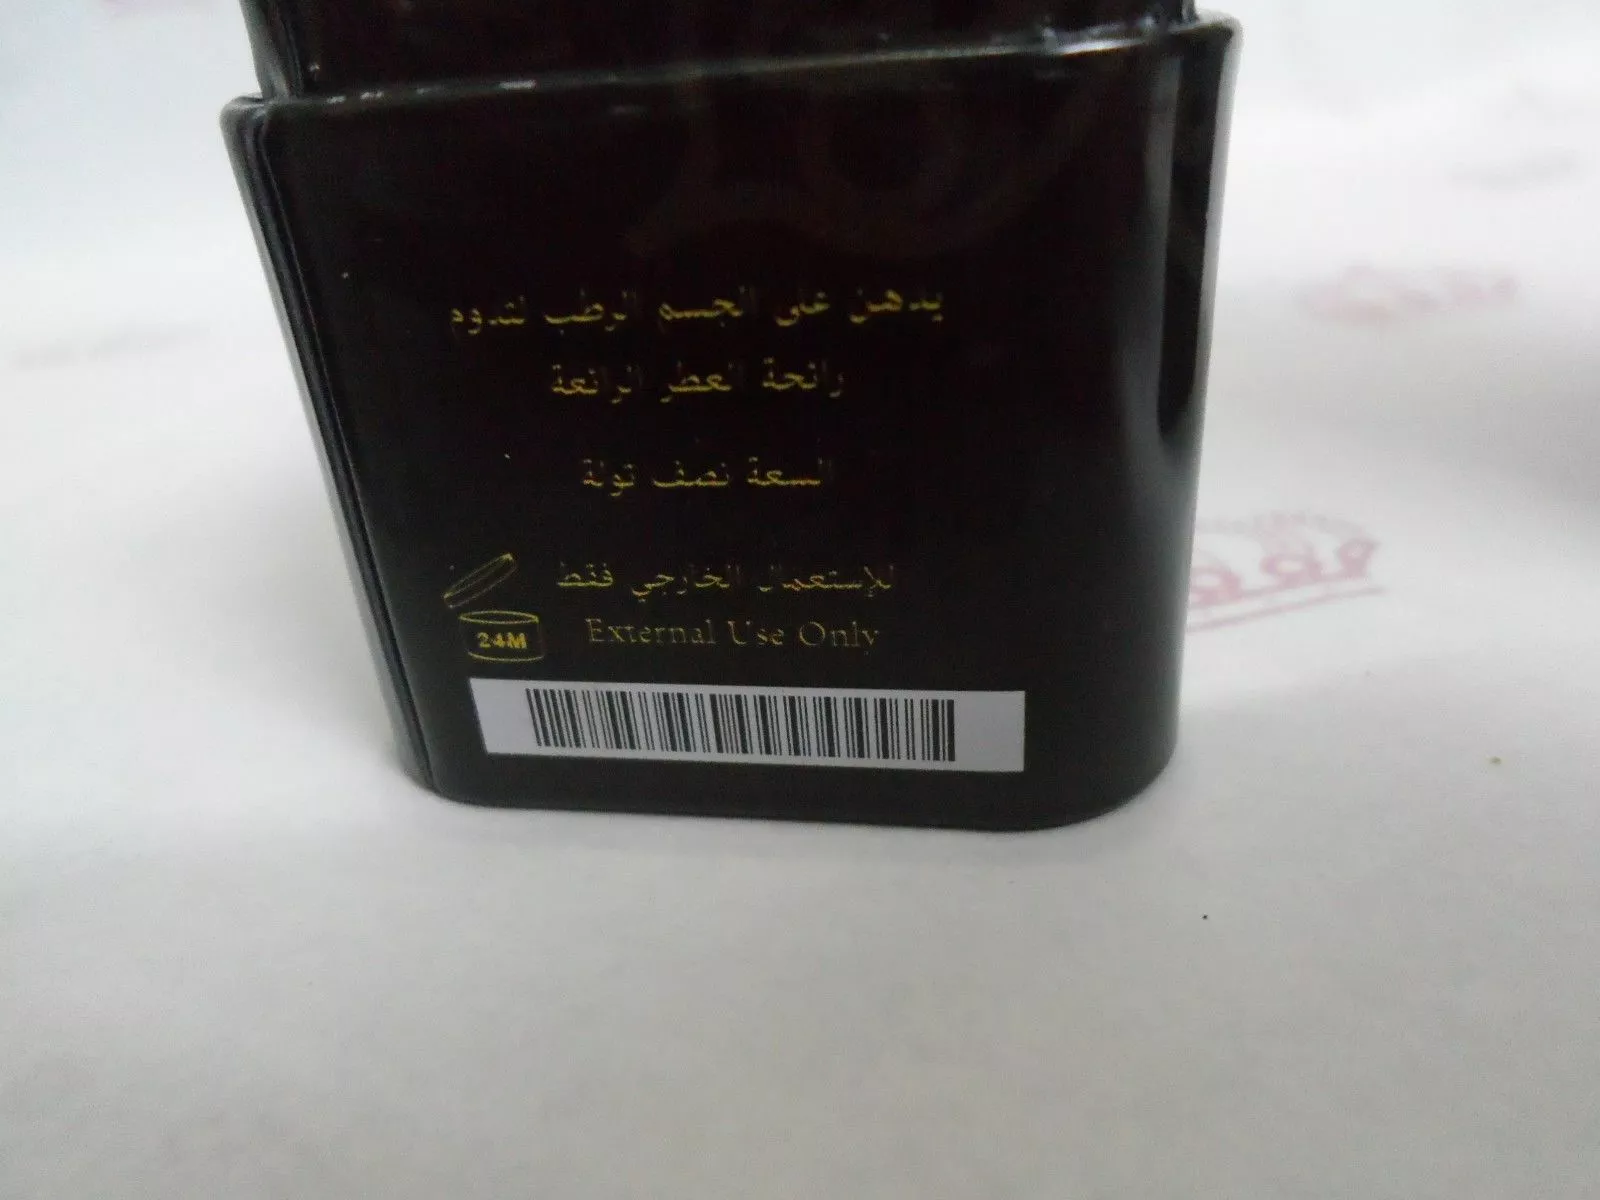 يدهن على الجسم الرطب لتدوم
رائحة العطر الرائعة
السعة نصف تولة
للإستعمال الخارجي فقط
24M
External Use Only